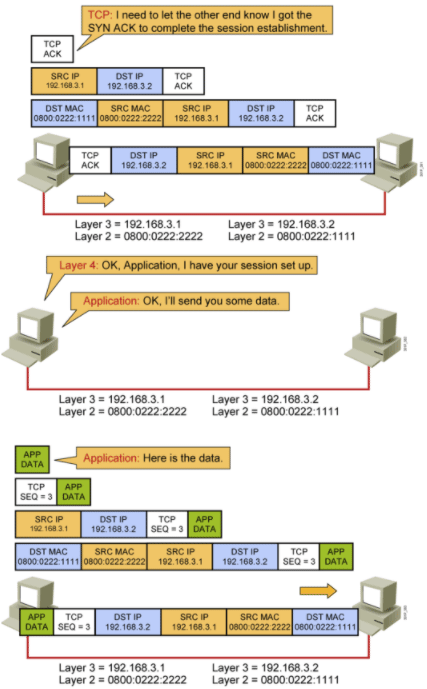 TCP: I need to let the other end know I got the
SYN ACK to complete the session establishment.
TCP
ACK
SRC IP
192.168.3.1
DST IP
192.168.3.2
TCP
ACK
DST MAC
0800:0222:1111
SRC MAC
0800:0222:2222
SRC IP
192.168.3.1
DST IP
192.168.3.2
TCP
ACK
TCP
ACK
DST IP
192.168.3.2
SRC IP
192.168.3.1
SRC MAC
0800:0222:2222
DST MAC
0800:0222:1111
Layer 3 = 192.168.3.1
Layer 2 = 0800:0222:2222
Layer 3 = 192.168.3.2
Layer 2 = 0800:0222:1111
Layer 4: OK, Application, I have your session set up.
Application: OK, I'll send you some data.
Layer 3 = 192.168.3.1
Layer 2 = 0800:0222:2222
Layer 3 = 192.168.3.2
Layer 2 = 0800:0222:1111
APP
DATA
Application: Here is the data.
TCP
SEQ = 3
APP
DATA
SRC IP
192.168.3.1
DST IP
192.168.3.2
TCP
SEQ = 3
APP
DATA
DST MAC
0800:0222:1111
SRC MAC
0800:0222:2222
SRC IP
192.168.3.1
DST IP
192.168.3.2
TCP
SEQ = 3
APP
DATA
APP
DATA
TCP
SEQ = 3
DST IP
192.168.3.2
SRC IP
192.168.3.1
SRC MAC
0800:0222:2222
DST MAC
0800:0222:1111
Layer 3 = 192.168.3.1
Layer 2 = 0800:0222:2222
Layer 3 = 192.168.3.2
Layer 2 = 0800:0222:1111